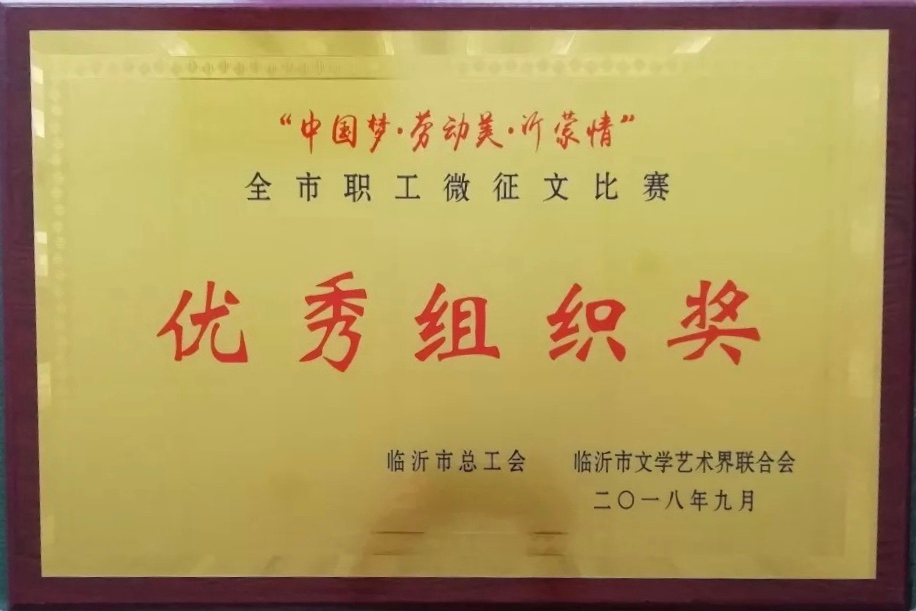 “中国梦·劳动美·沂蒙情”
全市职工微征文比赛
优秀组织奖
临沂市总工会 临沂市文学艺术界联合会
二〇一八年九月